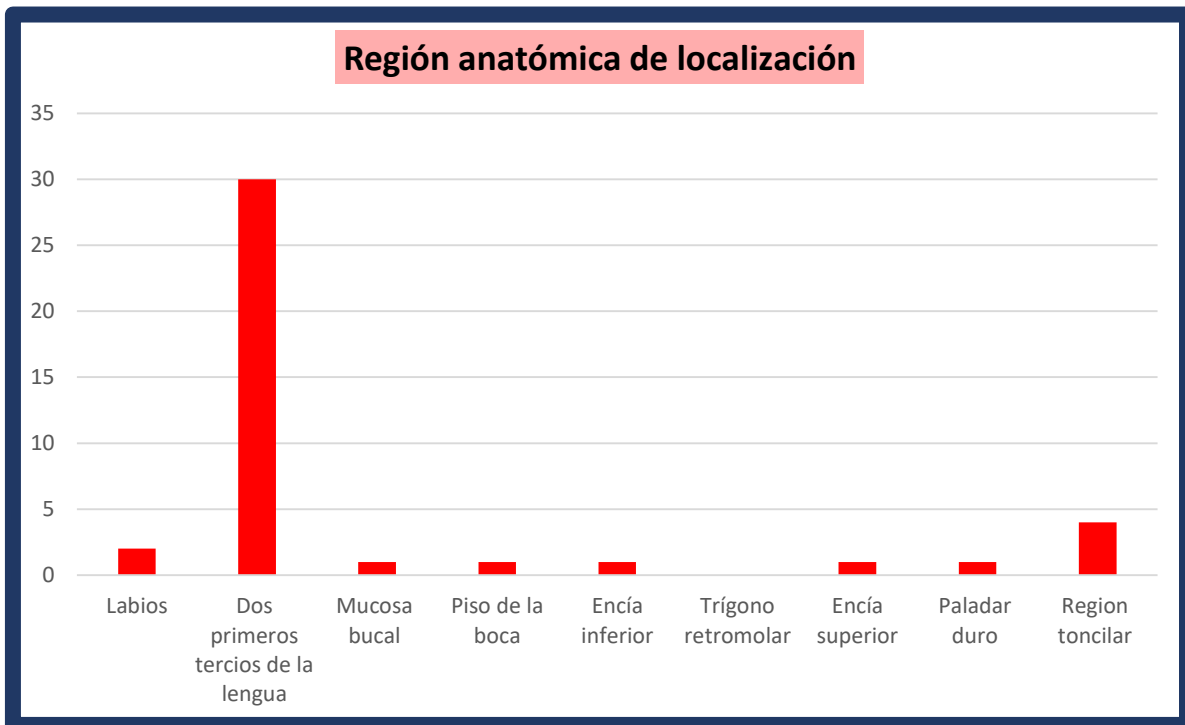 Región anatómica de localización
35
30
25
20
15
10
5
0
Labios
Dos
primeros
tercios de la
lengua
Mucosa
bucal
Piso de la
boca
Encía
inferior
Trígono
retromolar
Encía
superior
Paladar
duro
Region
toncilar